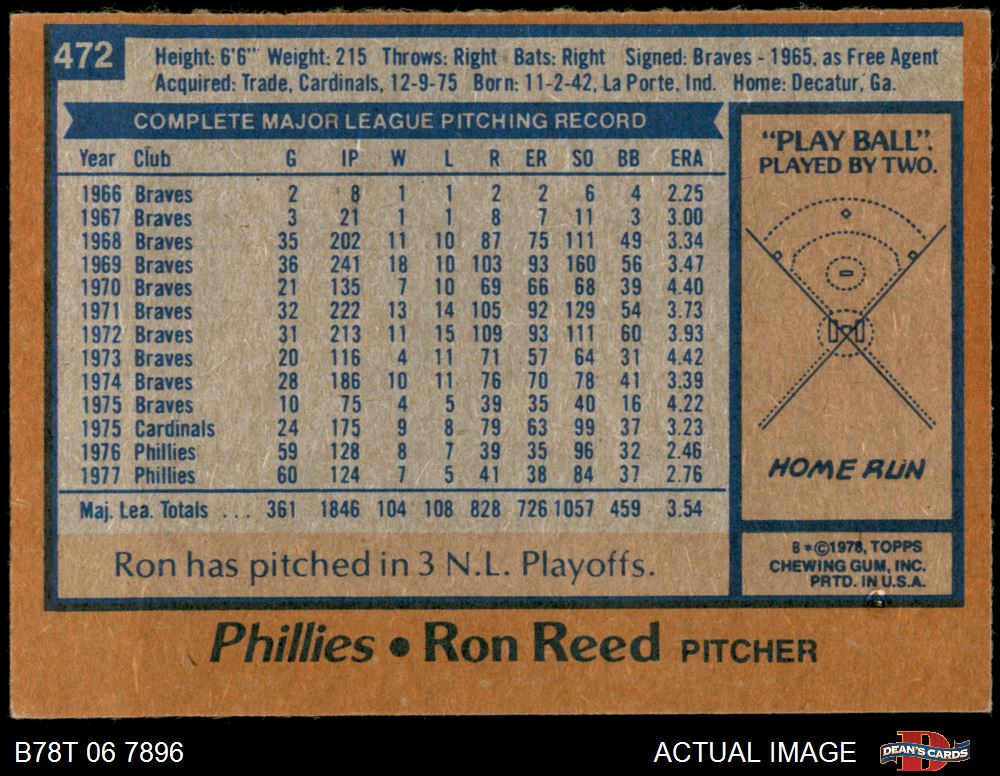 472
Height: 6'6" Weight: 215 Throws: Right Bats: Right Signed: Braves - 1965, as Free Agent
Acquired: Trade, Cardinals, 12-9-75 Born: 11-2-42, La Porte, Ind. Home: Decatur, Ga.
COMPLETE MAJOR LEAGUE PITCHING RECORD
Year Club G IP W L R ER SO BB ERA
1966 Braves 2 8 1 1 2 2 6 4 2.25
1967 Braves 3 21 1 1 8 7 11 3 3.00
1968 Braves 35 202 11 10 87 75 111 49 3.34
1969 Braves 36 241 18 10 103 93 160 56 3.47
1970 Braves 21 135 7 10 69 66 68 39 4.40
1971 Braves 32 222 13 14 105 92 129 54 3.73
1972 Braves 31 213 11 15 109 93 111 60 3.93
1973 Braves 20 116 4 11 71 57 64 31 4.42
1974 Braves 28 186 10 11 76 70 78 41 3.39
1975 Braves 10 75 4 5 39 35 40 16 4.22
1975 Cardinals 24 175 9 8 79 63 99 37 3.23
1976 Phillies 59 128 8 7 39 35 96 32 2.46
1977 Phillies 60 124 7 5 41 38 84 37 2.76
Maj. Lea. Totals ... 361 1846 104 108 828 726 1057 459 3.54
Ron has pitched in 3 N.L. Playoffs.
"PLAY BALL".
PLAYED BY TWO.
HOME RUN
B*©1978, TOPPS
CHEWING GUM, INC.
PRTD. IN U.S.A.
Phillies • Ron Reed PITCHER
B78T 06 7896
ACTUAL IMAGE
D
DEAN'S CARDS